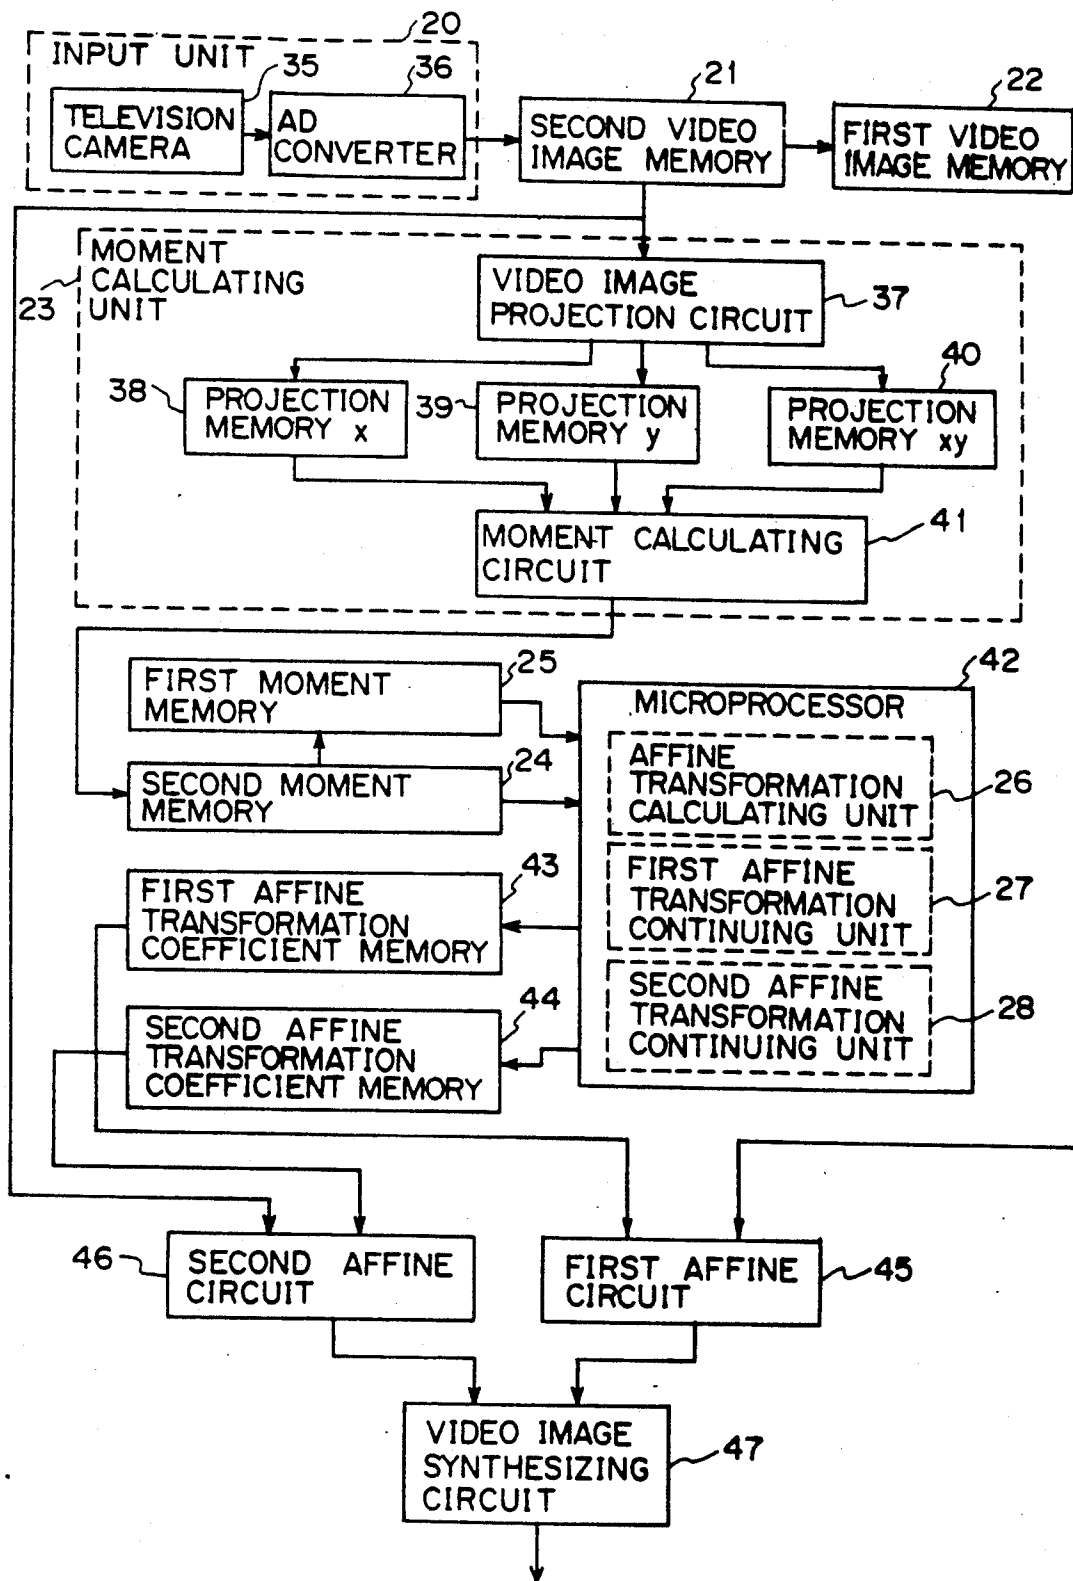 20
INPUT UNIT
35
36
21
22
TELEVISION
CAMERA
AD
CONVERTER
SECOND VIDEO
IMAGE MEMORY
FIRST VIDEO
IMAGE MEMORY
MOMENT
CALCULATING
UNIT
23
VIDEO IMAGE
PROJECTION CIRCUIT
37
38
39
40
PROJECTION
MEMORY x
PROJECTION
MEMORY y
PROJECTION
MEMORY xy
MOMENT CALCULATING
CIRCUIT
41
25
FIRST MOMENT
MEMORY
42
MICROPROCESSOR
24
SECOND MOMENT
MEMORY
AFFINE
TRANSFORMATION
CALCULATING UNIT
26
43
FIRST AFFINE
TRANSFORMATION
COEFFICIENT MEMORY
FIRST AFFINE
TRANSFORMATION
CONTINUING UNIT
27
44
SECOND AFFINE
TRANSFORMATION
COEFFICIENT MEMORY
SECOND AFFINE
TRANSFORMATION
CONTINUING UNIT
28
46
SECOND AFFINE
CIRCUIT
FIRST AFFINE
CIRCUIT
45
VIDEO IMAGE
SYNTHESIZING
CIRCUIT
47